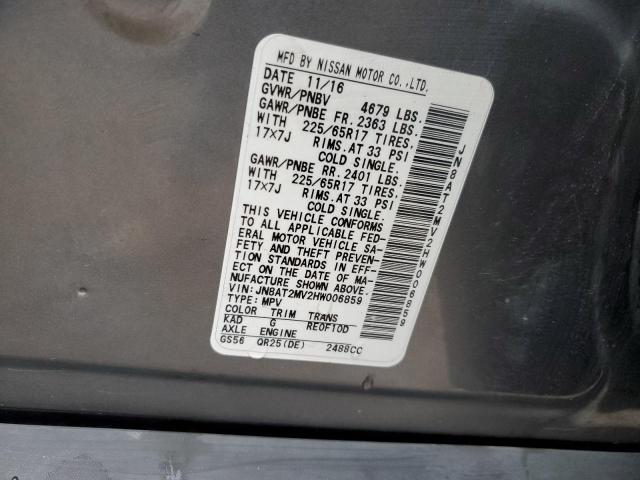 MFD BY NISSAN MOTOR CO.,LTD.
DATE 11/16
GVWR/PNBV 4679 LBS.
GAWR/PNBE FR. 2363 LBS.
WITH 225/65R17 TIRES.
17×7J RIMS.AT 33 PSI
COLD SINGLE.
GAWR/PNBE RR. 2401 LBS.
WITH 225/65R17 TIRES.
17×7J RIMS.AT 33 PSI
COLD SINGLE.
THIS VEHICLE CONFORMS
TO ALL APPLICABLE FED-
ERAL MOTOR VEHICLE SA-
FETY AND THEFT PREVEN-
TION STANDARDS IN EFF-
ECT ON THE DATE OF MA-
NUFACTURE SHOWN ABOVE.
JN8AT2MV2HW006859
TYPE: MPV
COLOR TRIM TRANS
KAD G RE0F10D
AXLE ENGINE
GS56 QR25(DE) 2488CC
JN8AT2MV2HW006859